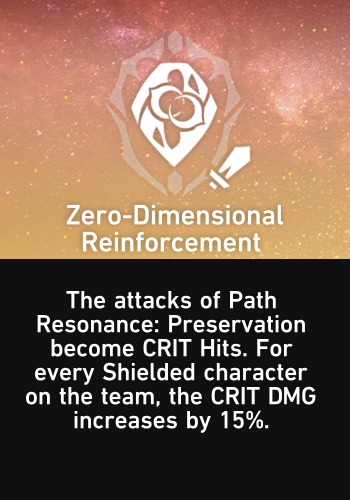 Zero-Dimensional
Reinforcement
The attacks of Path
Resonance: Preservation
become CRIT Hits. For
every Shielded character
on the team, the CRIT DMG
increases by 15%.